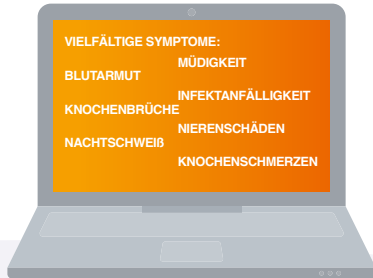 VIELFÄLTIGE SYMPTOME:
MÜDIGKEIT
BLUTARMUT
INFEKTANFÄLLIGKEIT
KNOCHENBRÜCHE
NIERENSCHÄDEN
NACHTSCHWEIß
KNOCHENSCHMERZEN